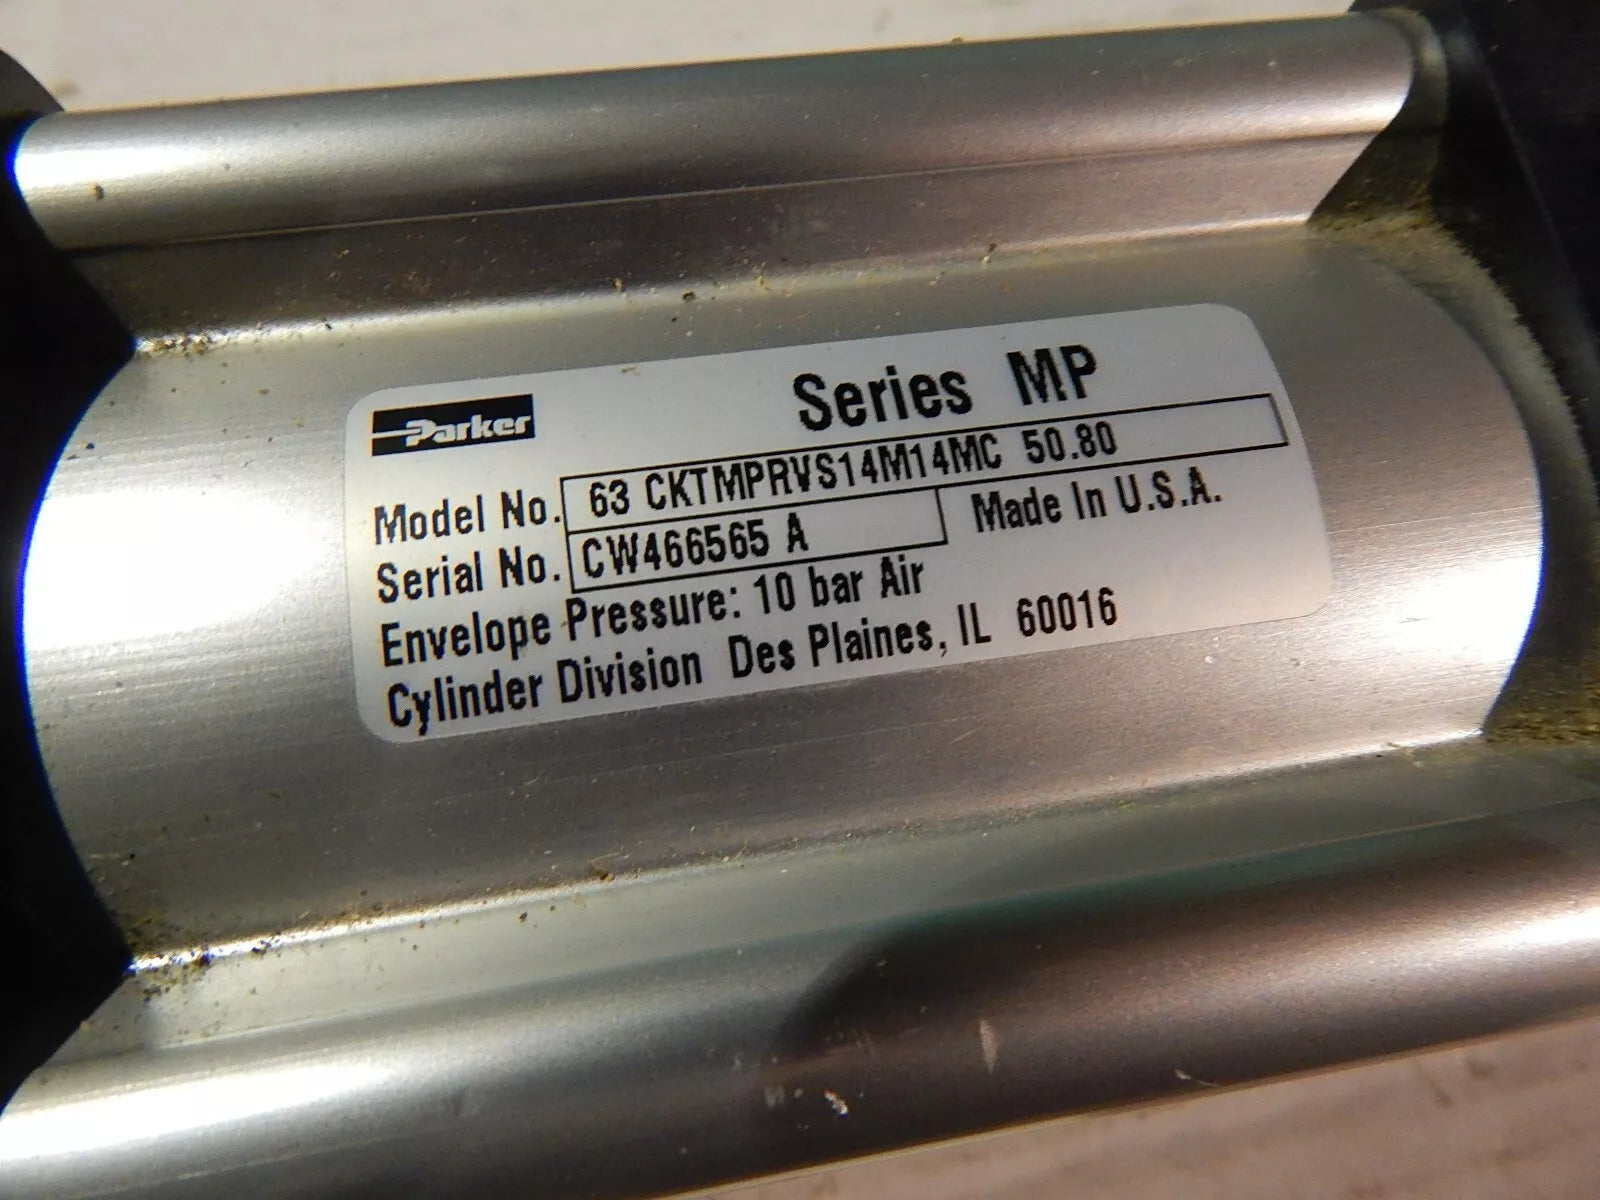 Parker
Series MP
Model No. 63 CKTMPRVS14M14MC 50.80
Serial No. CW466565 A Made In U.S.A.
Envelope Pressure: 10 bar Air
Cylinder Division Des Plaines, IL 60016